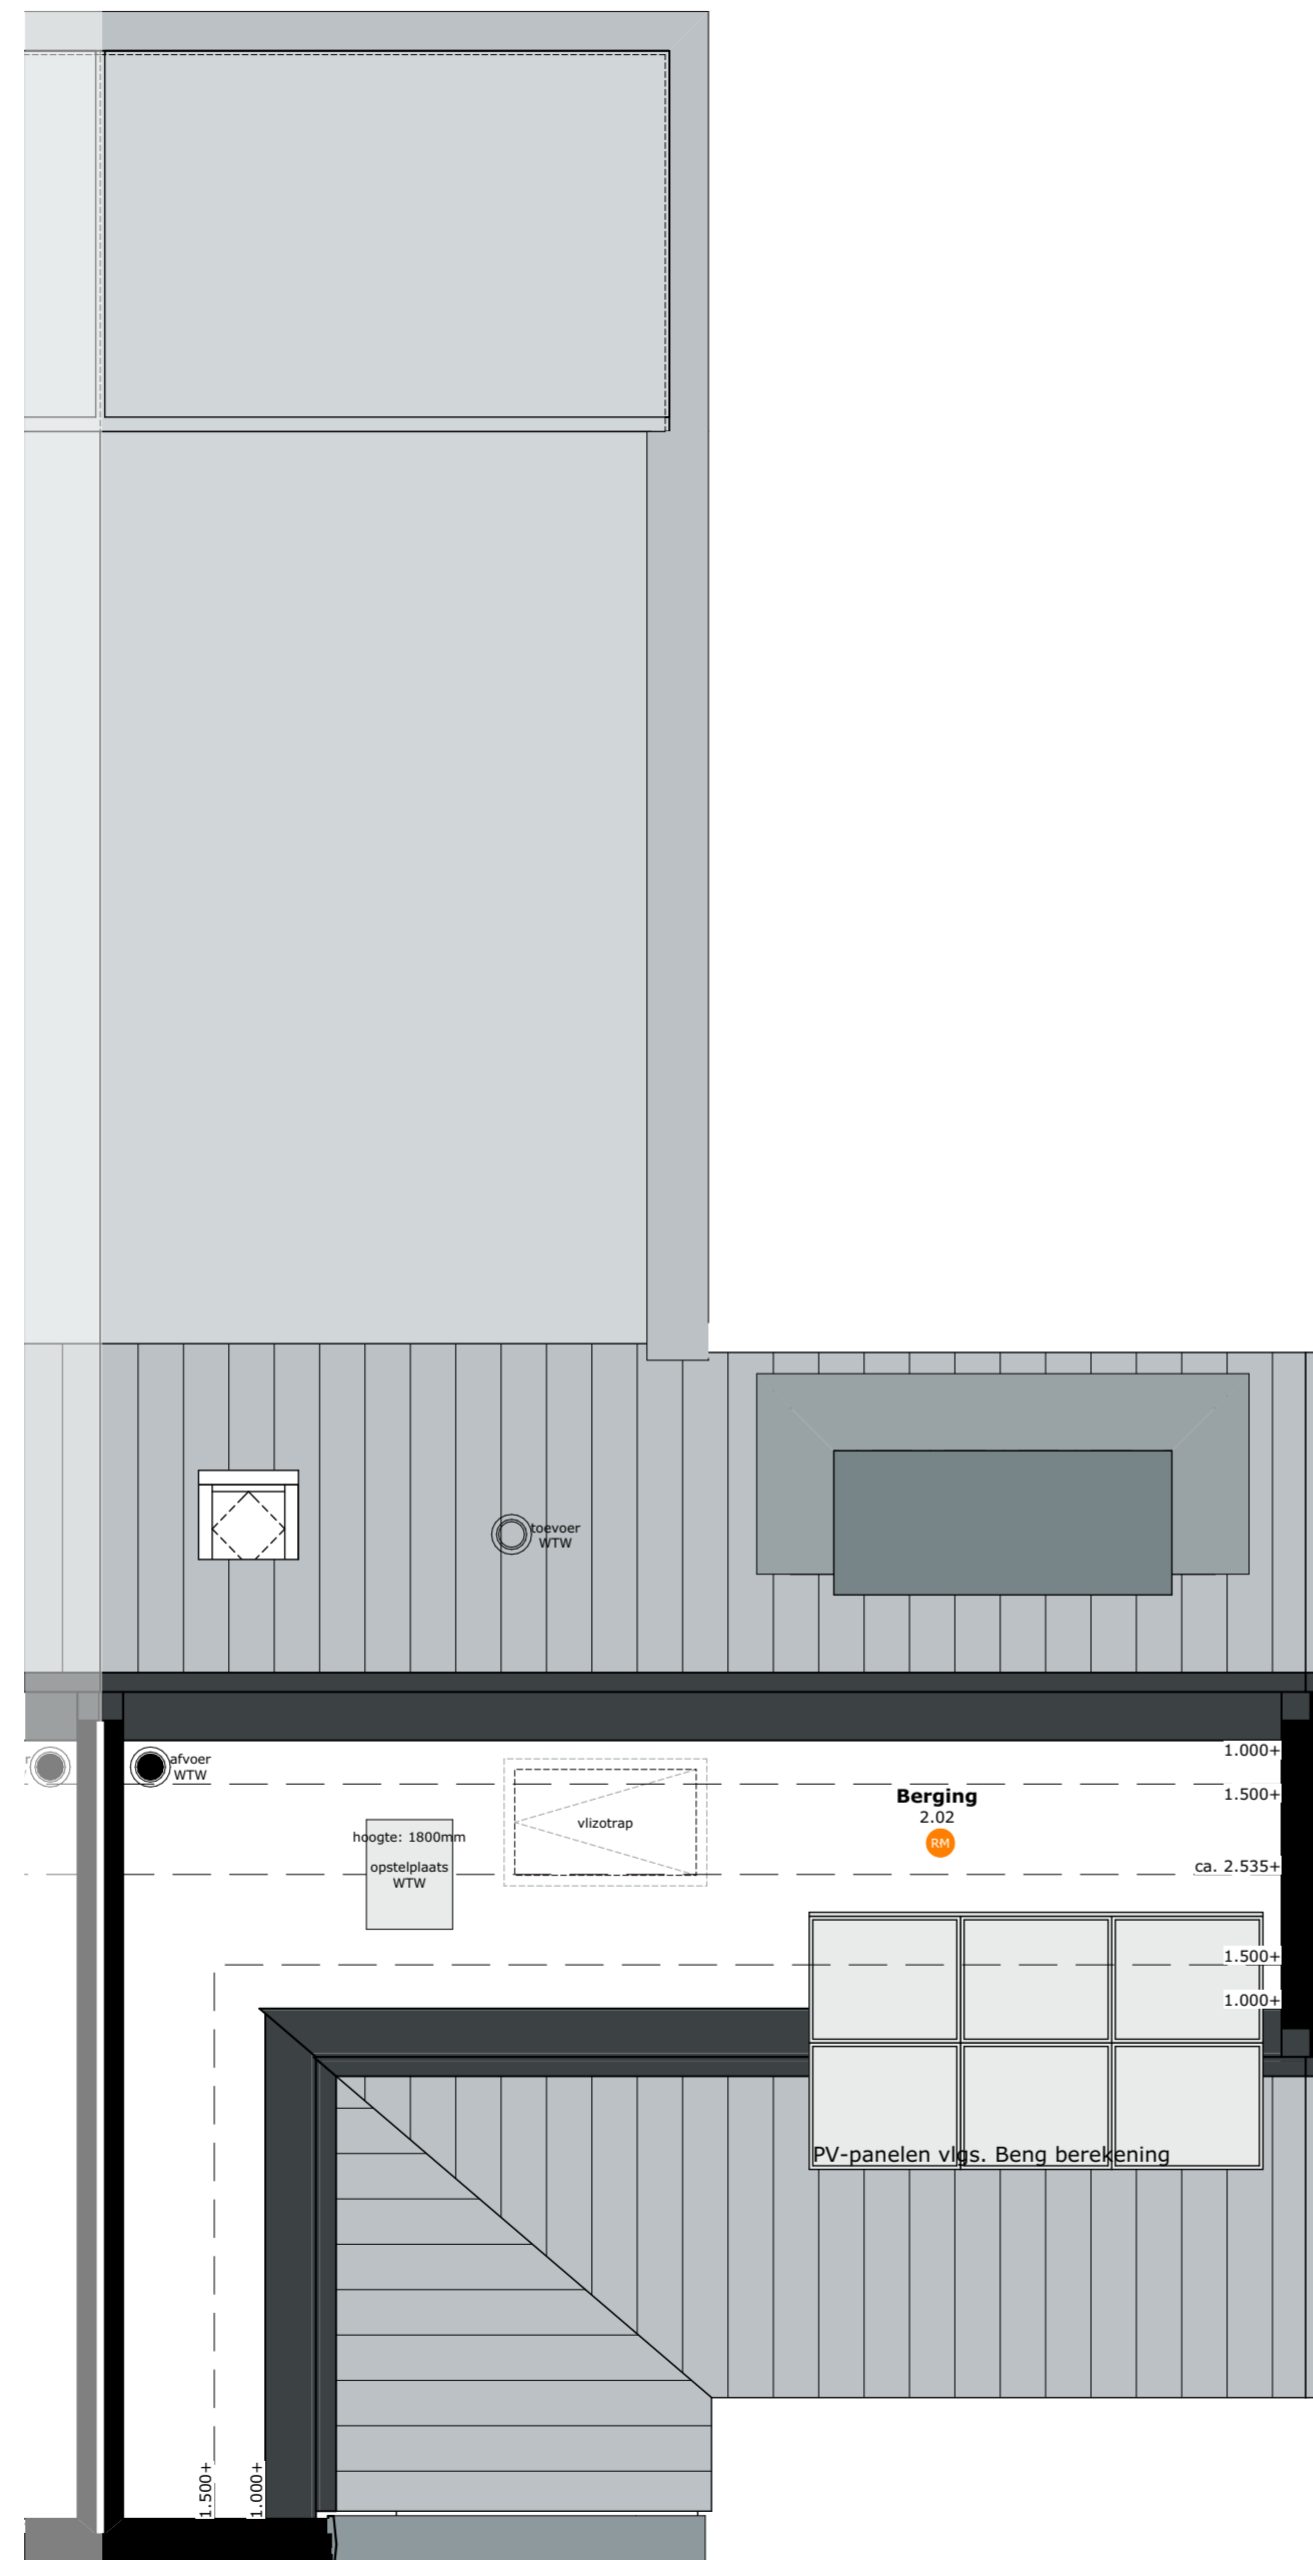 toevoer
WTW
afvoer
WTW
1.000+
1.500+
Berging
2.02
RM
vlizotrap
hoogte: 1800mm
opstelplaats
WTW
ca. 2.535+
1.500+
1.000+
PV-panelen vlgs. Beng berekening
1.500+
1.000+